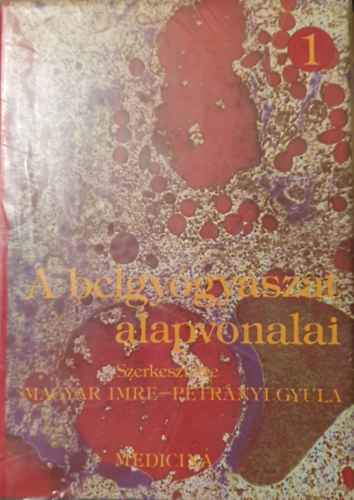 1
A belgyógyászat
alapvonalai
Szerkesztette
MAGYAR IMRE–PETRÁNYI GYULA
MEDICINA